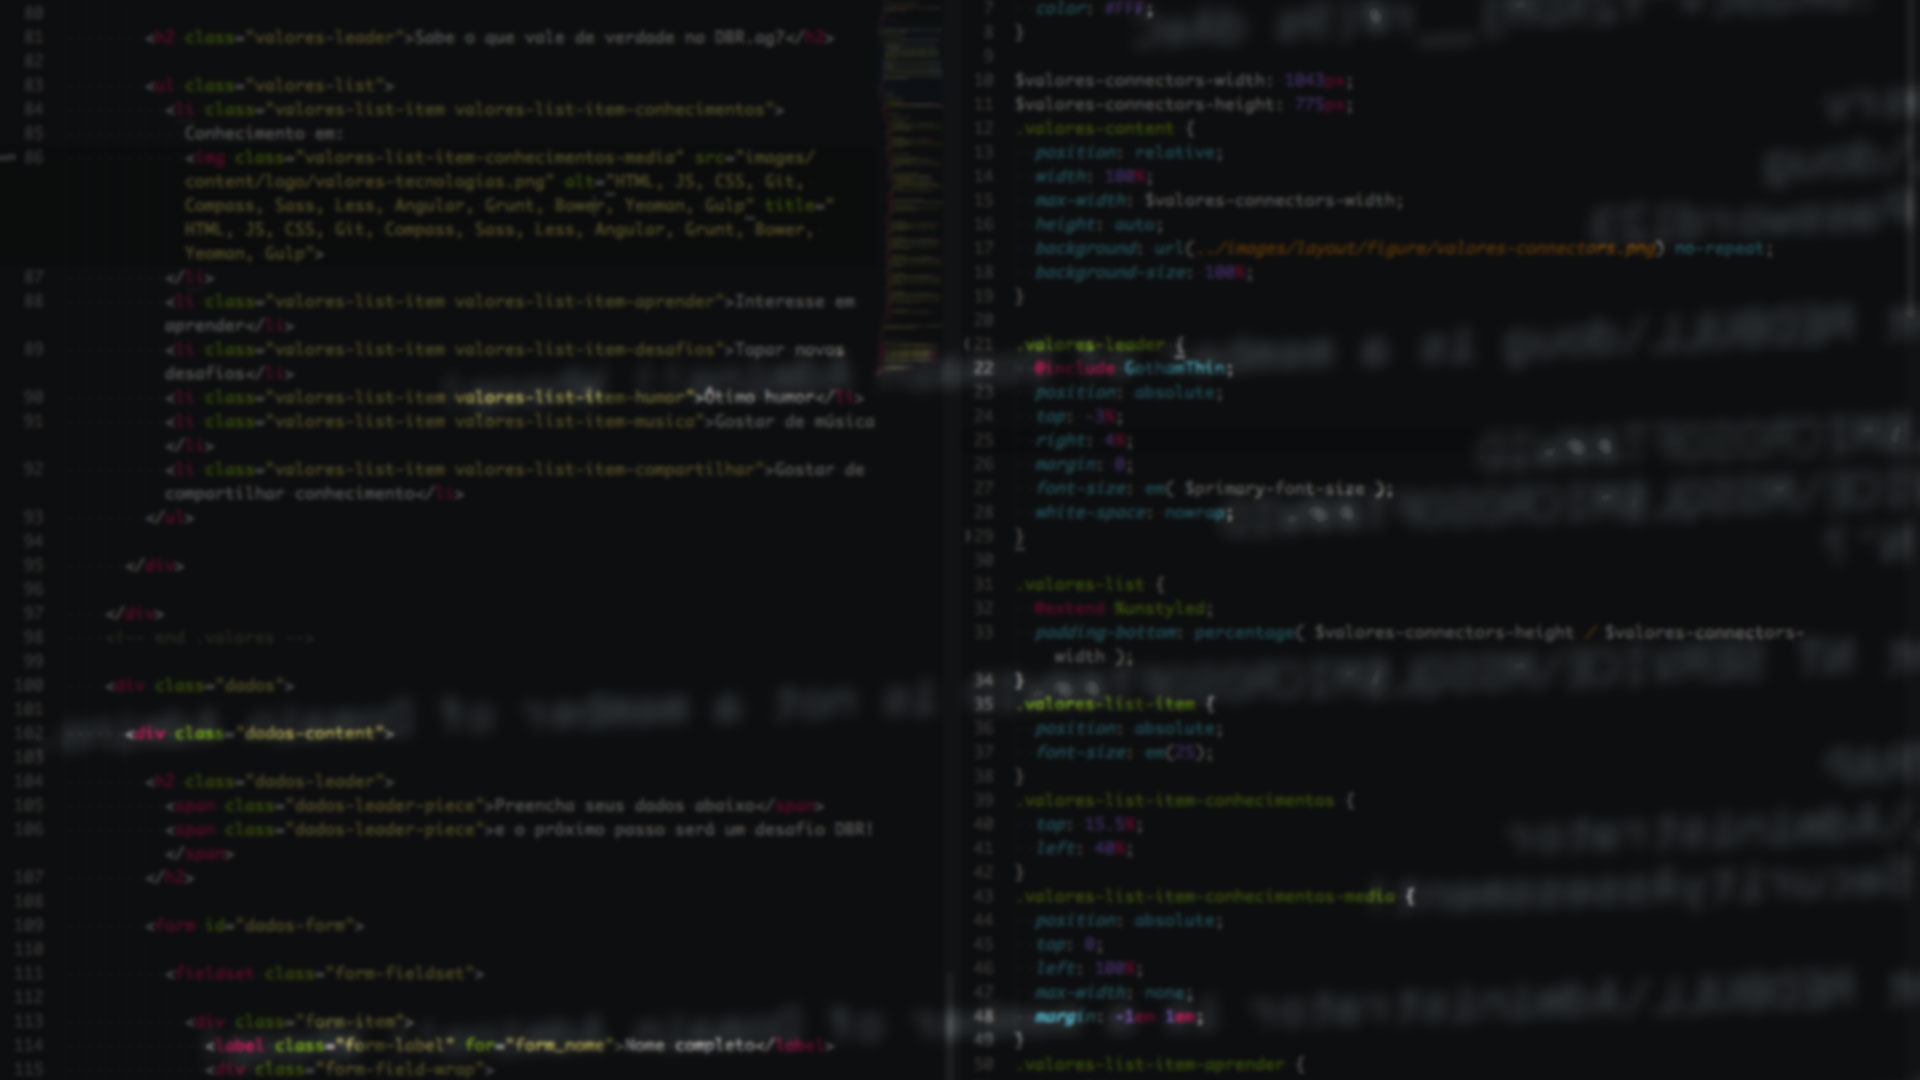 80
81 <h2 class="valores-leader">Sabe o que vale de verdade no DBR.ag?</h2>
82
83 <ul class="valores-list">
84 <li class="valores-list-item valores-list-item-conhecimentos">
85 Conhecimento em:
86 <img class="valores-list-item-conhecimentos-media" src="images/
content/logo/valores-tecnologias.png" alt="HTML, JS, CSS, Git,
Compass, Sass, Less, Angular, Grunt, Bower, Yeoman, Gulp" title="
HTML, JS, CSS, Git, Compass, Sass, Less, Angular, Grunt, Bower,
Yeoman, Gulp">
87 </li>
88 <li class="valores-list-item valores-list-item-aprender">Interesse em
aprender</li>
89 <li class="valores-list-item valores-list-item-desafios">Topar novos
desafios</li>
90 <li class="valores-list-item valores-list-item-humor">Ótimo humor</li>
91 <li class="valores-list-item valores-list-item-musica">Gostar de música
</li>
92 <li class="valores-list-item valores-list-item-compartilhar">Gostar de
compartilhar conhecimento</li>
93 </ul>
94
95 </div>
96
97 </div>
98 <!-- end .valores -->
99
100 <div class="dados">
101
102 <div class="dados-content">
103
104 <h2 class="dados-leader">
105 <span class="dados-leader-piece">Preencha seus dados abaixo</span>
106 <span class="dados-leader-piece">e o próximo passo será um desafio DBR!
</span>
107 </h2>
108
109 <form id="dados-form">
110
111 <fieldset class="form-fieldset">
112
113 <div class="form-item">
114 <label class="form-label" for="form_nome">Nome completo</label>
115 <div class="form-field-wrap">
7 color: #FFF;
8 }
9
10 $valores-connectors-width: 1043px;
11 $valores-connectors-height: 775px;
12 .valores-content {
13 position: relative;
14 width: 100%;
15 max-width: $valores-connectors-width;
16 height: auto;
17 background: url(../images/layout/figure/valores-connectors.png) no-repeat;
18 background-size: 100%;
19 }
20
21 .valores-leader {
22 @include GothamThin;
23 position: absolute;
24 top: -3%;
25 right: 4%;
26 margin: 0;
27 font-size: em( $primary-font-size );
28 white-space: nowrap;
29 }
30
31 .valores-list {
32 @extend %unstyled;
33 padding-bottom: percentage( $valores-connectors-height / $valores-connectors-
width );
34 }
35 .valores-list-item {
36 position: absolute;
37 font-size: em(25);
38 }
39 .valores-list-item-conhecimentos {
40 top: 15.5%;
41 left: 40%;
42 }
43 .valores-list-item-conhecimentos-media {
44 position: absolute;
45 top: 0;
46 left: 100%;
47 max-width: none;
48 margin: -1em 1em;
49 }
50 .valores-list-item-aprender {